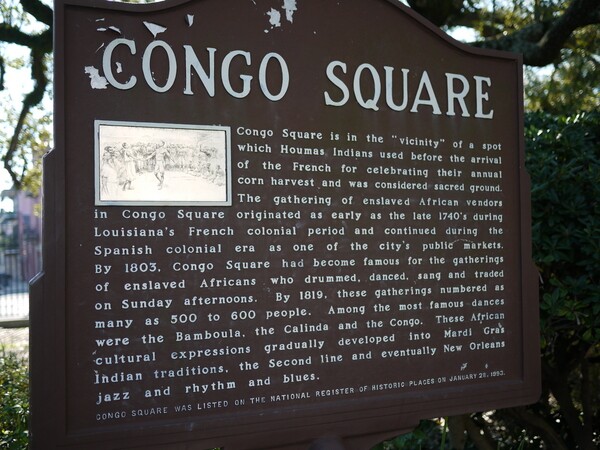 CONGO SQUARE
Congo Square is in the "vicinity" of a spot
which Houmas Indians used before the arrival
of the French for celebrating their annual
corn harvest and was considered sacred ground.
The gathering of enslaved African vendors
in Congo Square originated as early as the late 1740's during
Louisiana's French colonial period and continued during the
Spanish colonial era as one of the city's public markets.
By 1803, Congo Square had become famous for the gatherings
of enslaved Africans who drummed, danced, sang and traded
on Sunday afternoons. By 1819, these gatherings numbered as
many as 500 to 600 people. Among the most famous dances
were the Bamboula, the Calinda and the Congo. These African
cultural expressions gradually developed into Mardi Gras
Indian traditions, the Second line and eventually New Orleans
jazz and rhythm and blues.
CONGO SQUARE WAS LISTED ON THE NATIONAL REGISTER OF HISTORIC PLACES ON JANUARY 28, 1993.